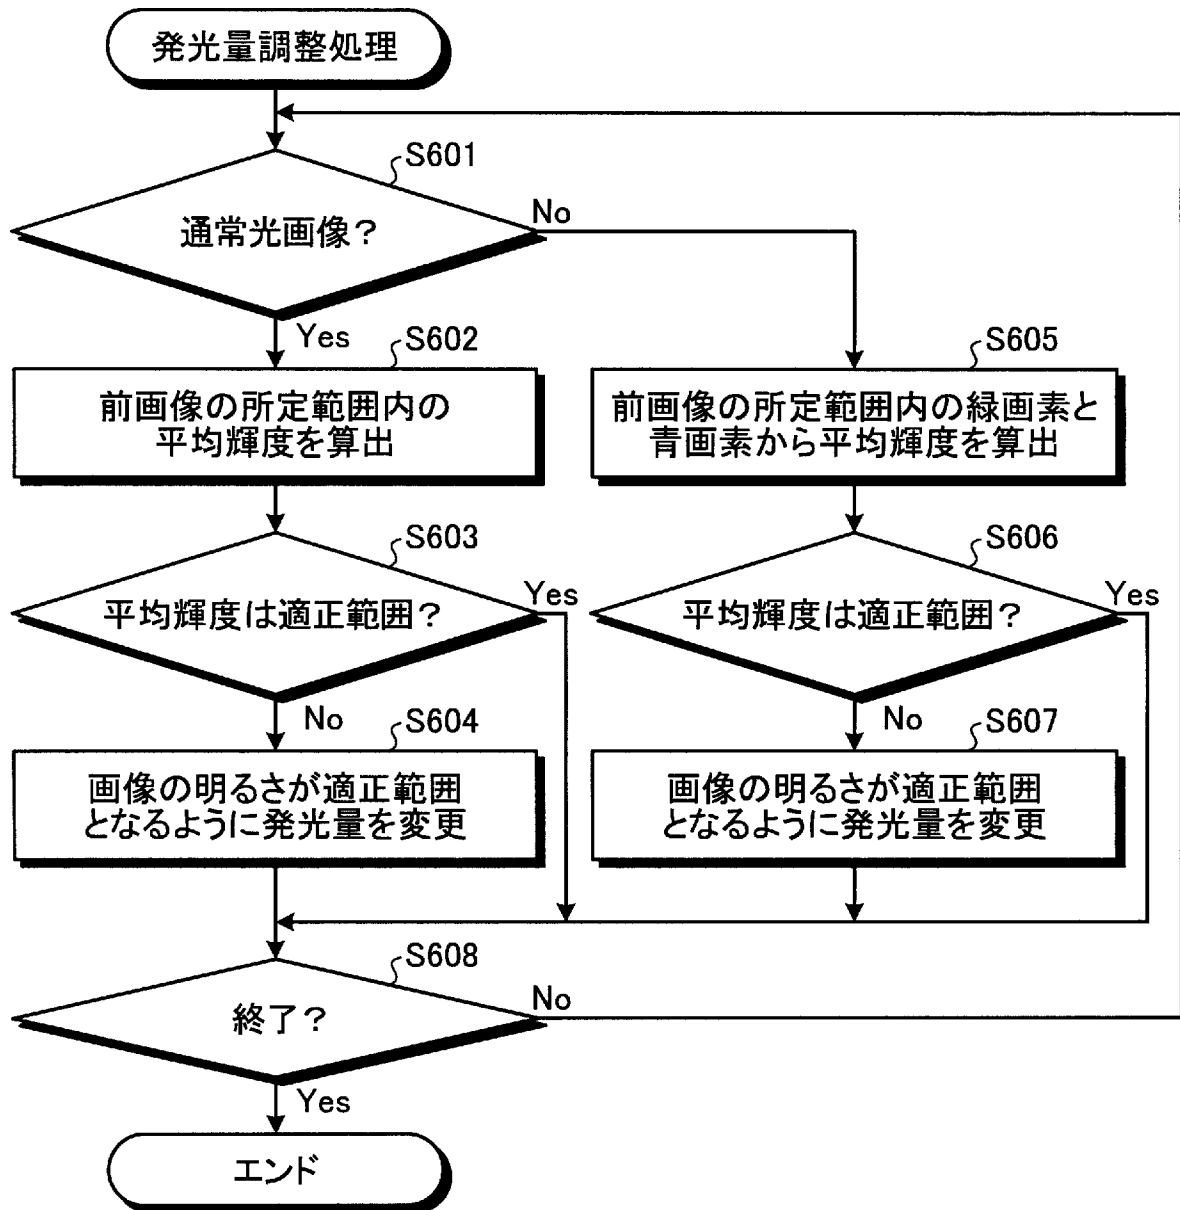 発光量調整処理
S601
通常光画像?
No
Yes
S602
前画像の所定範囲内の
平均輝度を算出
S605
前画像の所定範囲内の緑画素と
青画素から平均輝度を算出
S603
平均輝度は適正範囲?
Yes
No
S606
平均輝度は適正範囲?
Yes
No
S604
画像の明るさが適正範囲
となるように発光量を変更
S607
画像の明るさが適正範囲
となるように発光量を変更
S608
終了?
No
Yes
エンド